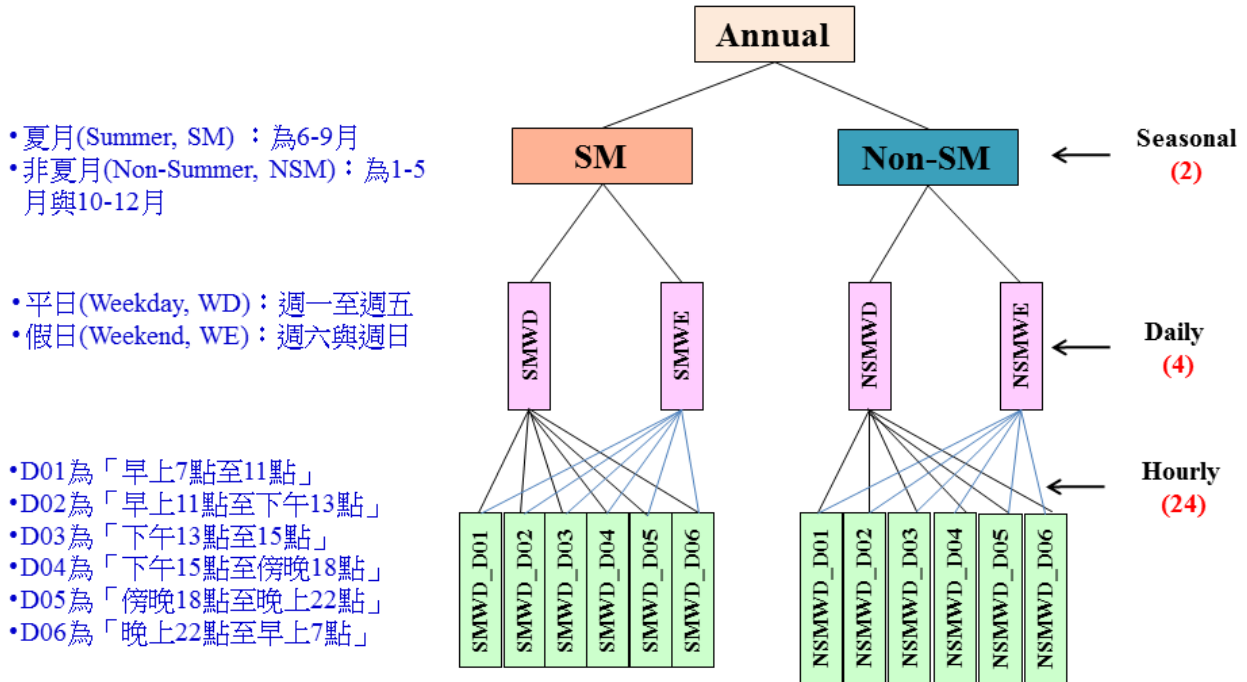 Annual
•夏月(Summer, SM) ：為6-9月
•非夏月(Non-Summer, NSM)：為1-5
月與10-12月
SM
Non-SM
Seasonal
(2)
•平日(Weekday, WD)：週一至週五
•假日(Weekend, WE)：週六與週日
SMWD
SMWE
NSMWD
NSMWE
Daily
(4)
•D01為「早上7點至11點」
•D02為「早上11點至下午13點」
•D03為「下午13點至15點」
•D04為「下午15點至傍晚18點」
•D05為「傍晚18點至晚上22點」
•D06為「晚上22點至早上7點」
SMWD_D01
SMWD_D02
SMWD_D03
SMWD_D04
SMWD_D05
SMWD_D06
NSMWD_D01
NSMWD_D02
NSMWD_D03
NSMWD_D04
NSMWD_D05
NSMWD_D06
Hourly
(24)